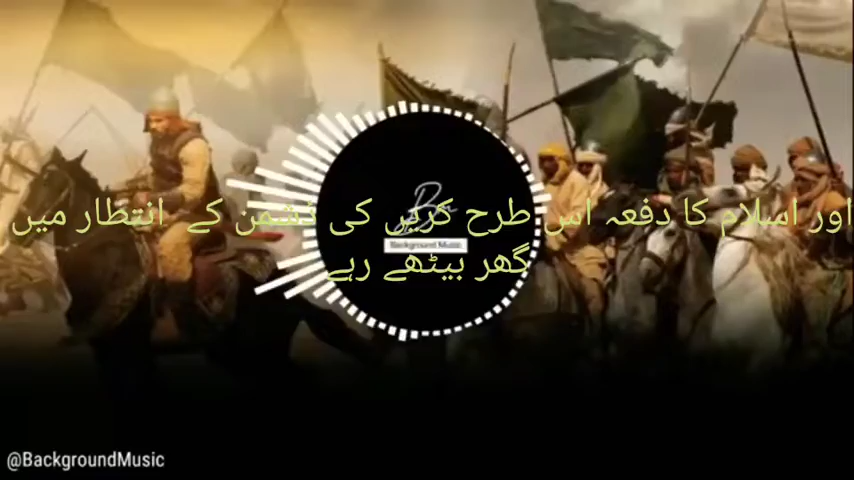 اور اسلام کا دفعہ اس طرح کریں کی دشمن کے انتظار میں
گھر بیٹھے رہے
Background Music
@BackgroundMusic